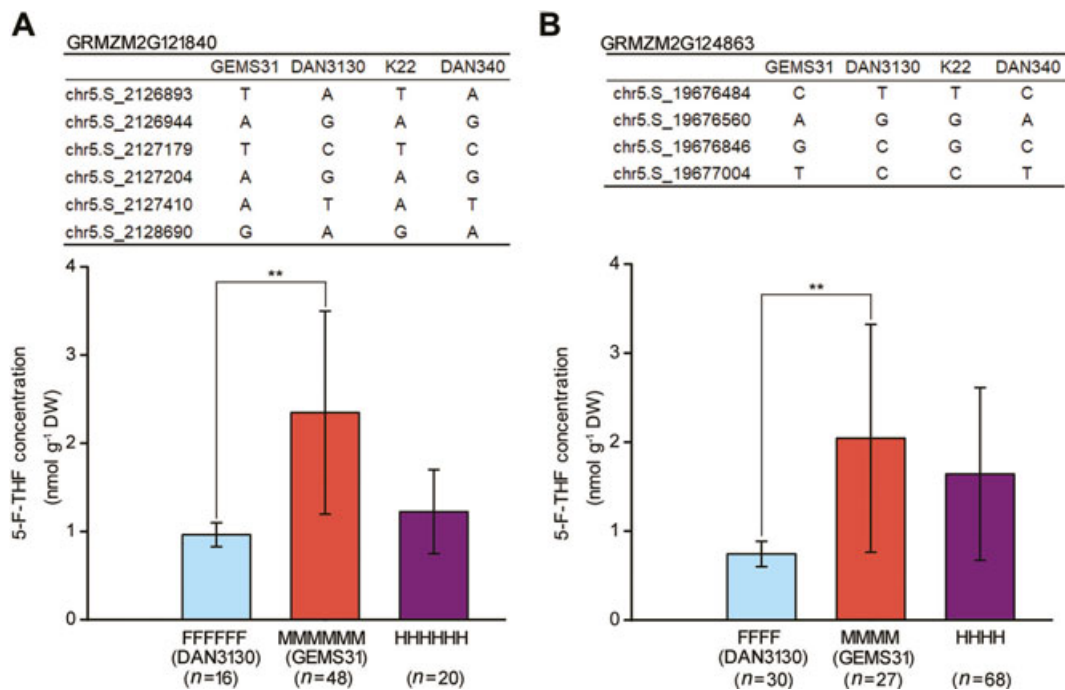 A
GRMZM2G121840
GEMS31 DAN3130 K22 DAN340
chr5.S_2126893 T A T A
chr5.S_2126944 A G A G
chr5.S_2127179 T C T C
chr5.S_2127204 A G A G
chr5.S_2127410 A T A T
chr5.S_2128690 G A G A
5-F-THF concentration
(nmol g⁻¹ DW)
4
3
2
1
0
**
FFFFFF MMMMMM HHHHHH
(DAN3130) (GEMS31)
(n=16) (n=48) (n=20)
B
GRMZM2G124863
GEMS31 DAN3130 K22 DAN340
chr5.S_19676484 C T T C
chr5.S_19676560 A G G A
chr5.S_19676846 G C G C
chr5.S_19677004 T C C T
5-F-THF concentration
(nmol g⁻¹ DW)
4
3
2
1
0
**
FFFF MMMM HHHH
(DAN3130) (GEMS31)
(n=30) (n=27) (n=68)